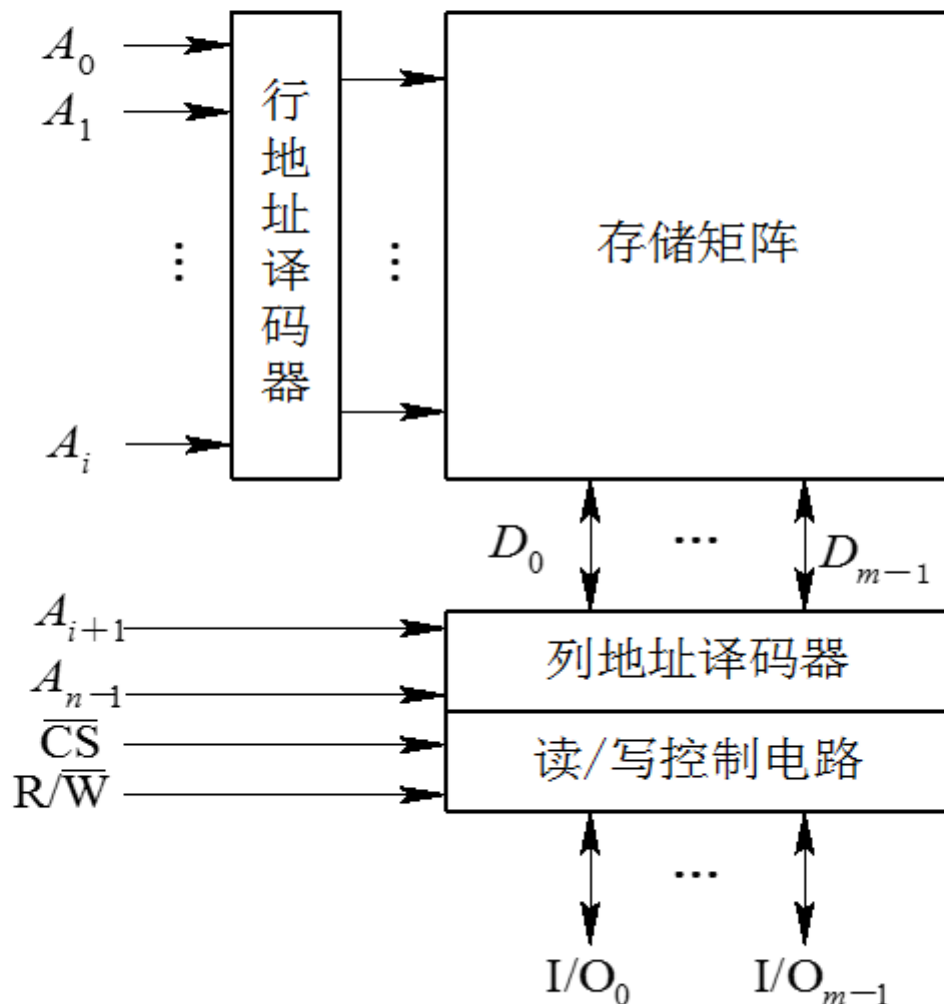 A₀
A₁
⋮
Aᵢ
行地址译码器
⋮
存储矩阵
D₀
⋯
Dₘ₋₁
Aᵢ₊₁
Aₙ₋₁
C̅S̅
R/W̅
列地址译码器
读/写控制电路
⋯
I/O₀
I/Oₘ₋₁